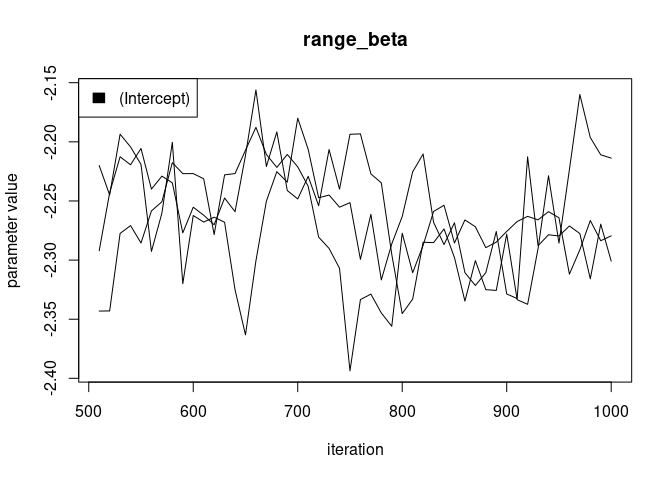 range_beta
(Intercept)
parameter value
-2.15
-2.20
-2.25
-2.30
-2.35
-2.40
500 600 700 800 900 1000
iteration